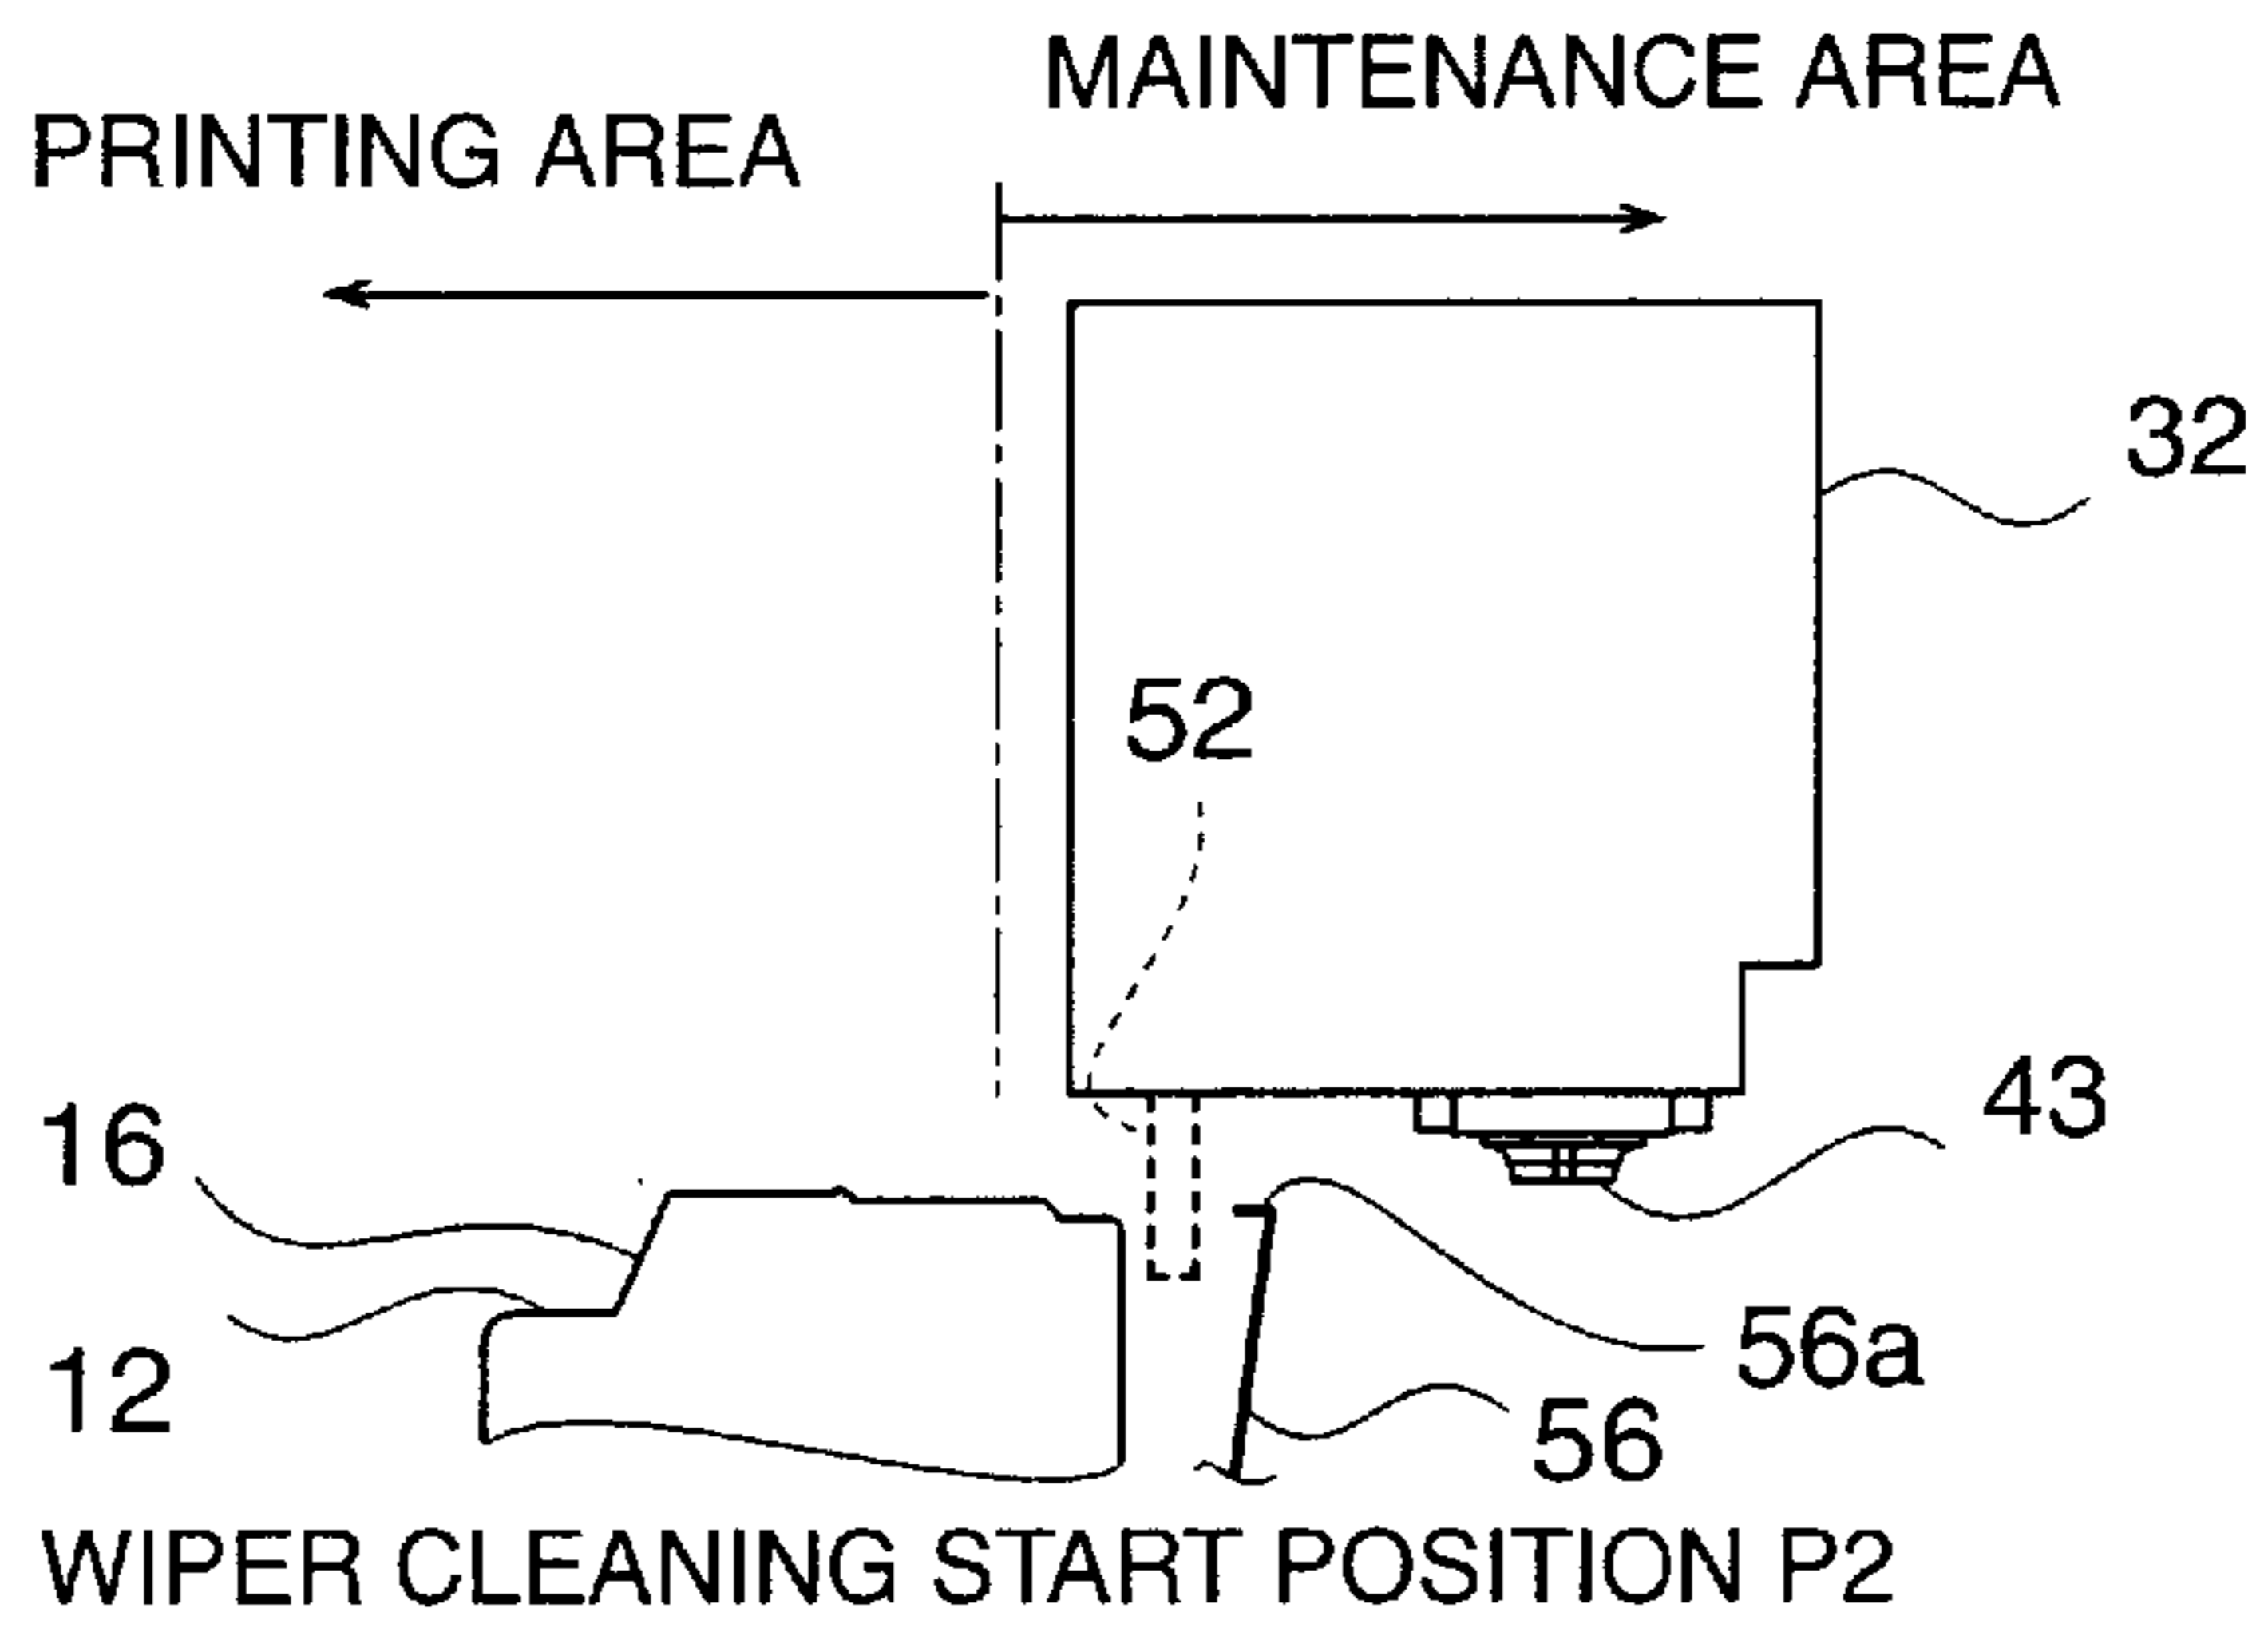 MAINTENANCE AREA
PRINTING AREA
32
52
43
16
12
56a
56
WIPER CLEANING START POSITION P2